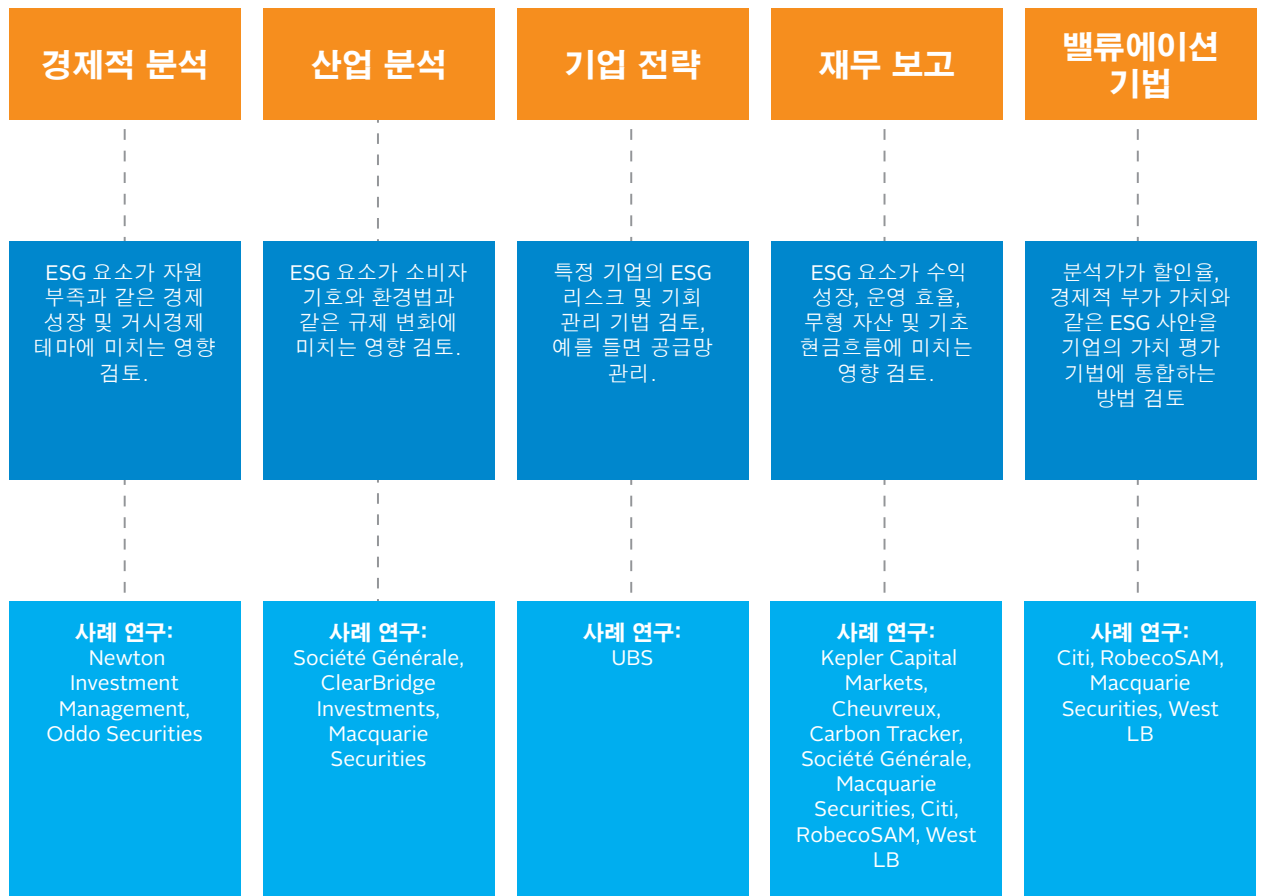 경제적 분석
산업 분석
기업 전략
재무 보고
밸류에이션
기법
ESG 요소가 자원
부족과 같은 경제
성장 및 거시경제
테마에 미치는 영향
검토.
ESG 요소가 소비자
기호와 환경법과
같은 규제 변화에
미치는 영향 검토.
특정 기업의 ESG
리스크 및 기회
관리 기법 검토,
예를 들면 공급망
관리.
ESG 요소가 수익
성장, 운영 효율,
무형 자산 및 기초
현금흐름에 미치는
영향 검토.
분석가가 할인율,
경제적 부가 가치와
같은 ESG 사안을
기업의 가치 평가
기법에 통합하는
방법 검토
사례 연구:
Newton
Investment
Management,
Oddo Securities
사례 연구:
Société Générale,
ClearBridge
Investments,
Macquarie
Securities
사례 연구:
UBS
사례 연구:
Kepler Capital
Markets,
Cheuvreux,
Carbon Tracker,
Société Générale,
Macquarie
Securities, Citi,
RobecoSAM, West
LB
사례 연구:
Citi, RobecoSAM,
Macquarie
Securities, West
LB